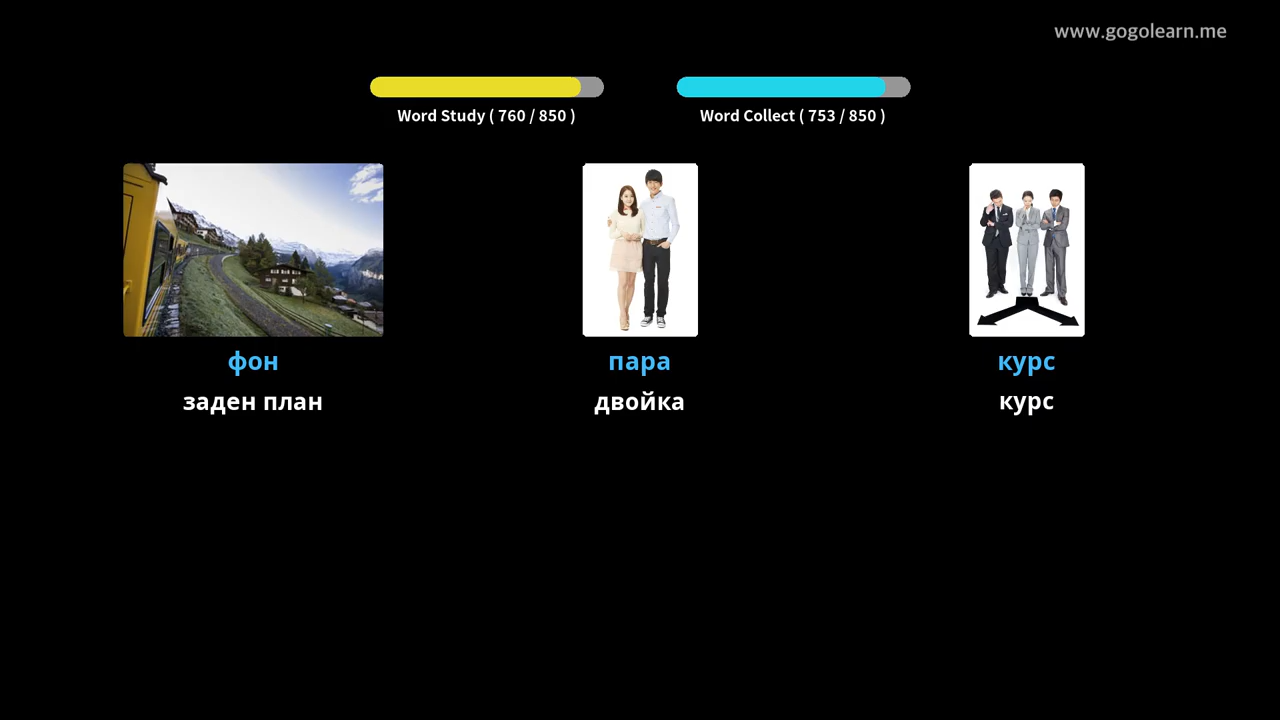 www.gogolearn.me
Word Study ( 760 / 850 )
Word Collect ( 753 / 850 )
фон
заден план
пара
двойка
курс
курс